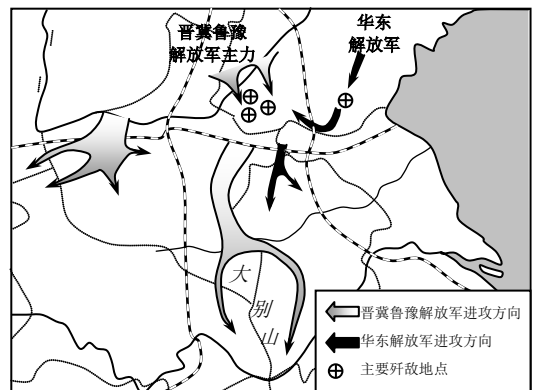 晋冀鲁豫
解放军主力
华东
解放军
大
别
山
晋冀鲁豫解放军进攻方向
华东解放军进攻方向
主要歼敌地点